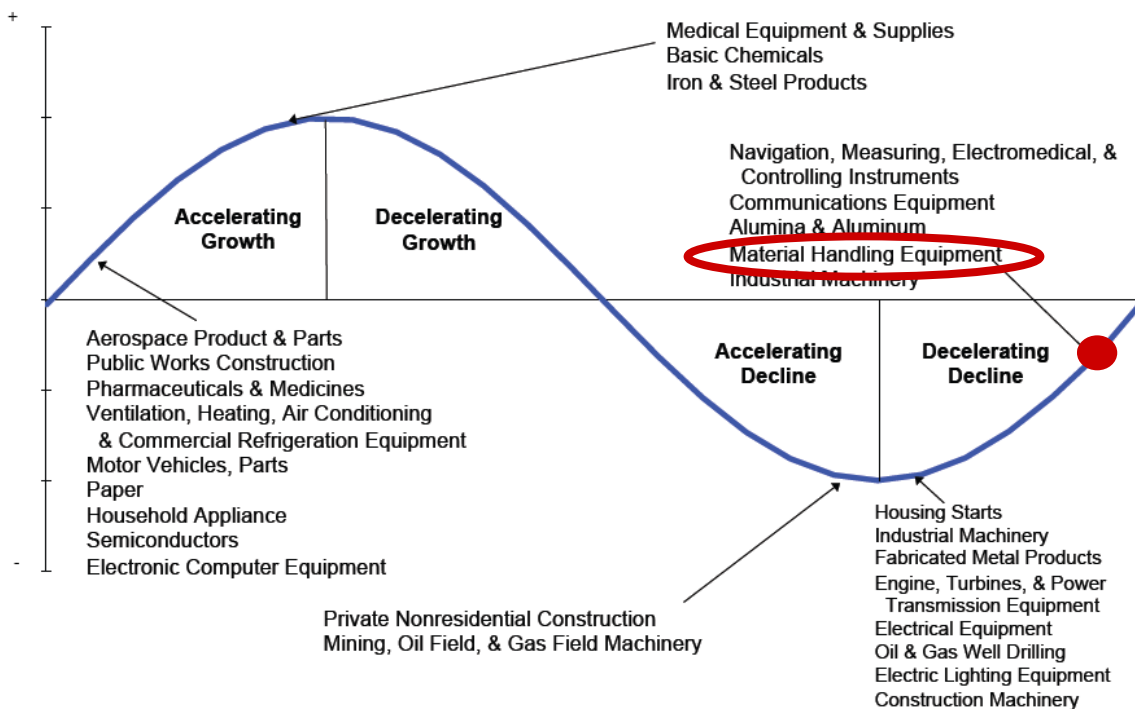 +
Medical Equipment & Supplies
Basic Chemicals
Iron & Steel Products
Navigation, Measuring, Electromedical, &
Controlling Instruments
Communications Equipment
Alumina & Aluminum
Material Handling Equipment
Industrial Machinery
Accelerating
Growth
Decelerating
Growth
Accelerating
Decline
Decelerating
Decline
Aerospace Product & Parts
Public Works Construction
Pharmaceuticals & Medicines
Ventilation, Heating, Air Conditioning
& Commercial Refrigeration Equipment
Motor Vehicles, Parts
Paper
Household Appliance
Semiconductors
Electronic Computer Equipment
-
Private Nonresidential Construction
Mining, Oil Field, & Gas Field Machinery
Housing Starts
Industrial Machinery
Fabricated Metal Products
Engine, Turbines, & Power
Transmission Equipment
Electrical Equipment
Oil & Gas Well Drilling
Electric Lighting Equipment
Construction Machinery